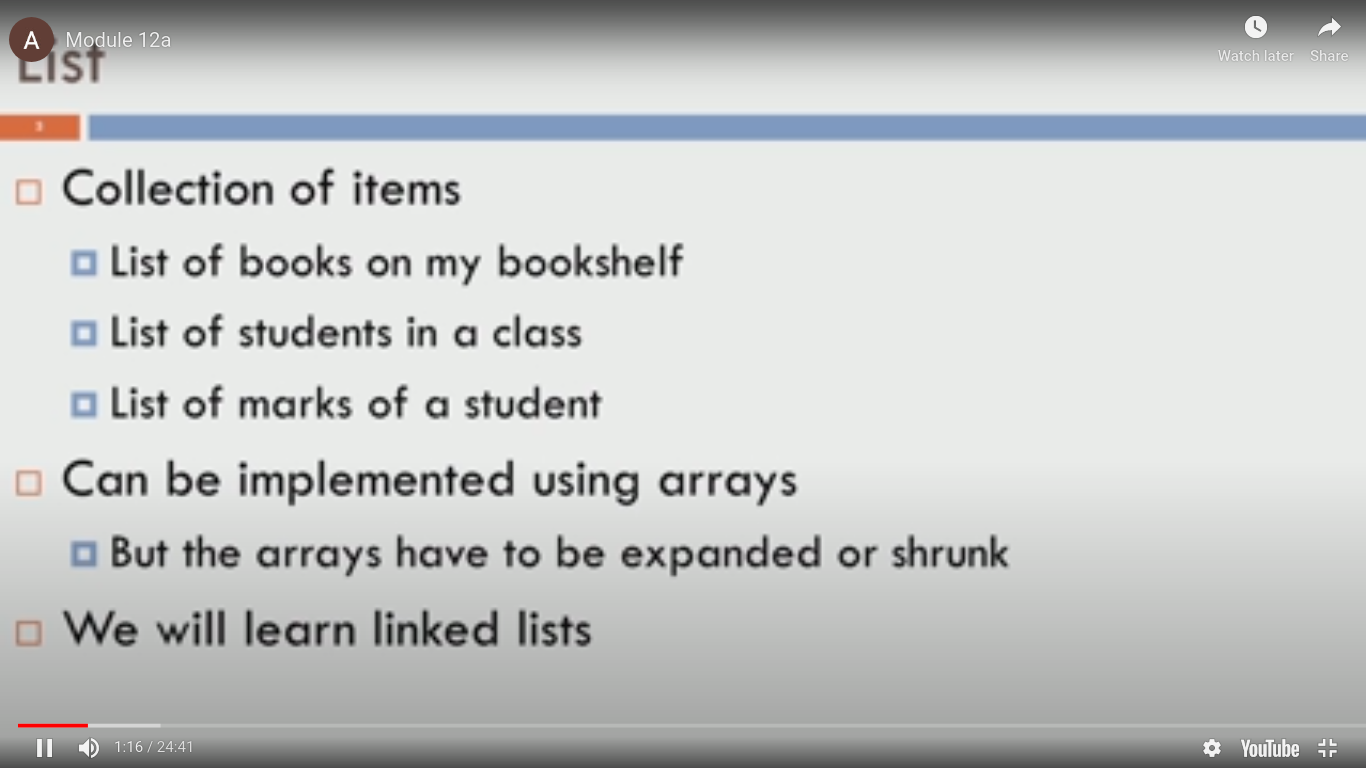 A Module 12a
Watch later Share
List
3
Collection of items
List of books on my bookshelf
List of students in a class
List of marks of a student
Can be implemented using arrays
But the arrays have to be expanded or shrunk
We will learn linked lists
1:16 / 24:41
YouTube